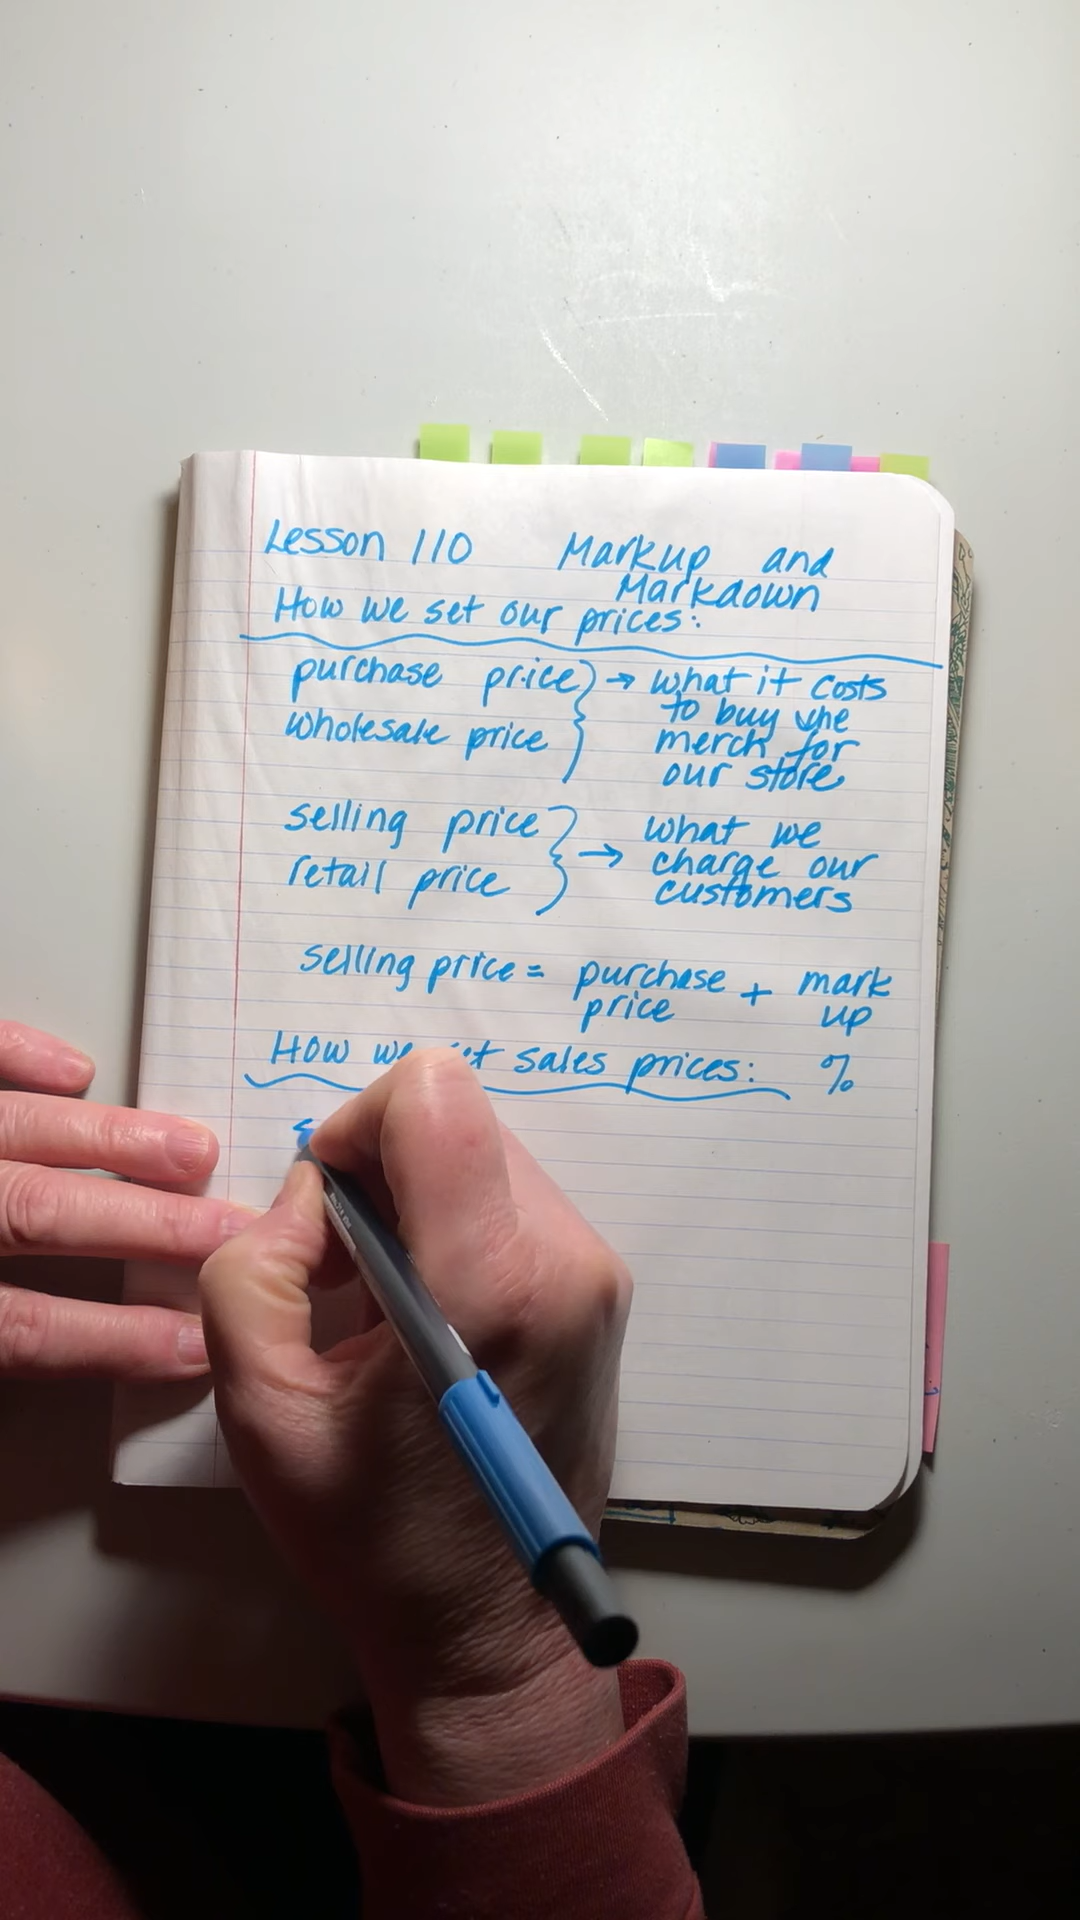 Lesson 110 Markup and
Markdown
How we set our prices:
purchase price } → what it costs
to buy the
wholesale price merch for
our store
selling price } → what we
charge our
retail price customers
selling price = purchase + mark
price up
How we set sales prices: %